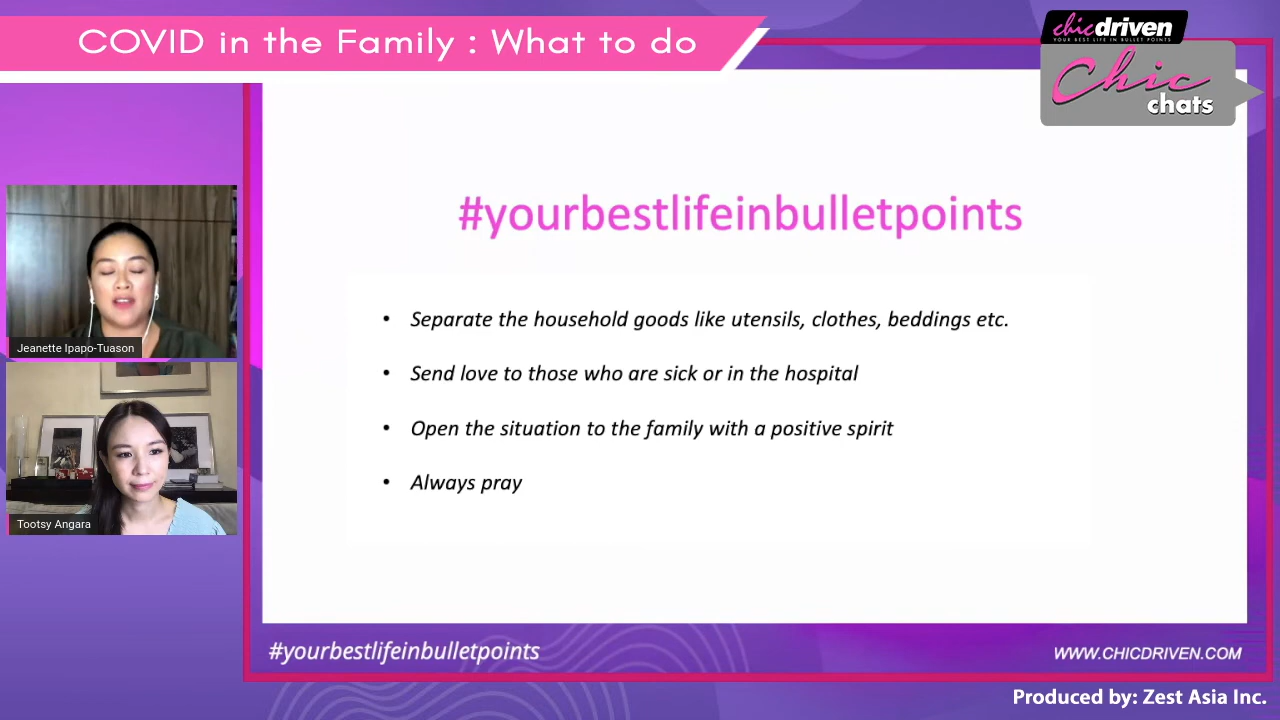 COVID in the Family : What to do
chicdriven
YOUR BEST LIFE IN BULLET POINTS
Chic
chats
#yourbestlifeinbulletpoints
• Separate the household goods like utensils, clothes, beddings etc.
• Send love to those who are sick or in the hospital
• Open the situation to the family with a positive spirit
• Always pray
Jeanette Ipapo-Tuason
Tootsy Angara
#yourbestlifeinbulletpoints
WWW.CHICDRIVEN.COM
Produced by: Zest Asia Inc.